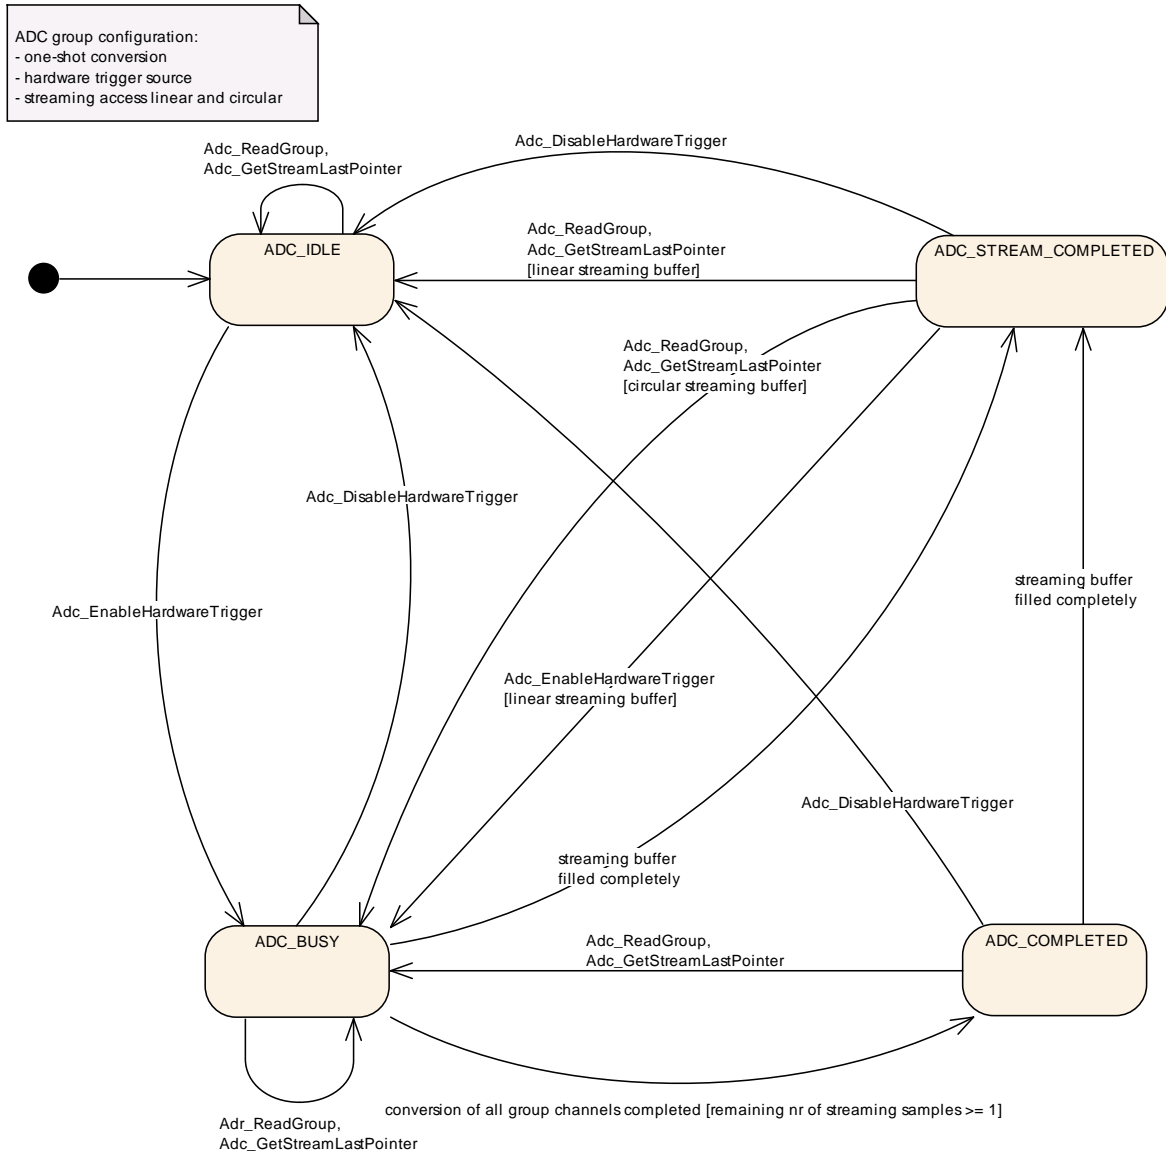 ADC group configuration:
- one-shot conversion
- hardware trigger source
- streaming access linear and circular
Adc_ReadGroup,
Adc_GetStreamLastPointer
Adc_DisableHardwareTrigger
ADC_IDLE
Adc_ReadGroup,
Adc_GetStreamLastPointer
[linear streaming buffer]
ADC_STREAM_COMPLETED
Adc_ReadGroup,
Adc_GetStreamLastPointer
[circular streaming buffer]
Adc_DisableHardwareTrigger
Adc_EnableHardwareTrigger
streaming buffer
filled completely
Adc_EnableHardwareTrigger
[linear streaming buffer]
Adc_DisableHardwareTrigger
streaming buffer
filled completely
ADC_BUSY
Adc_ReadGroup,
Adc_GetStreamLastPointer
ADC_COMPLETED
conversion of all group channels completed [remaining nr of streaming samples >= 1]
Adr_ReadGroup,
Adc_GetStreamLastPointer